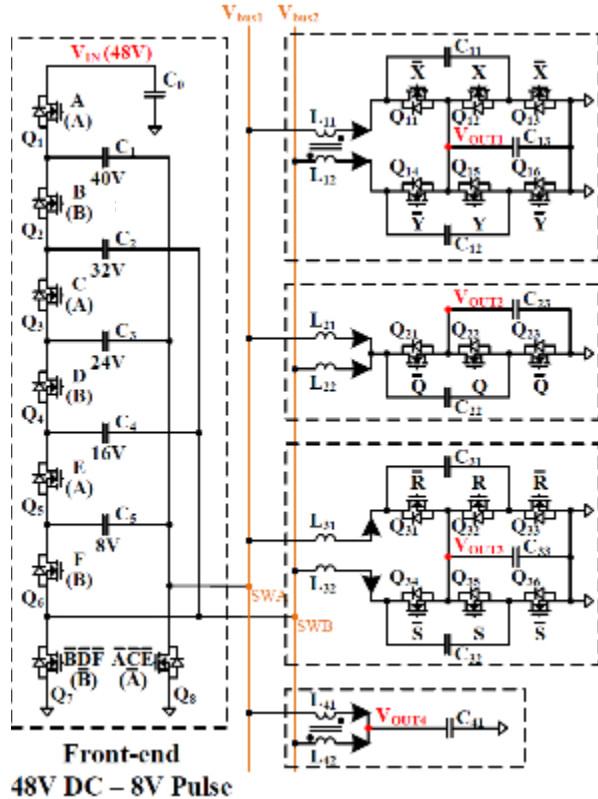 Vbus1
Vbus2
VIN (48V)
C0
A
(A)
Q1
C1
40V
B
(B)
Q2
C2
32V
C
(A)
Q3
C3
24V
D
(B)
Q4
C4
16V
E
(A)
Q5
C5
8V
F
(B)
Q6
SWA
SWB
B̅D̅F̅
(B̅)
Q7
A̅C̅E̅
(A̅)
Q8
Front-end
48V DC – 8V Pulse
C11
X̅
X
X̅
L11
Q11
Q12
Q13
VOUT1
C13
L12
Q14
Q15
Q16
Y̅
Y
Y̅
C12
VOUT2
C23
L21
Q21
Q22
Q23
L22
Q̅
Q
Q̅
C22
C31
R̅
R
R̅
L31
Q31
Q32
Q33
VOUT3
C33
L32
Q34
Q35
Q36
S̅
S
S̅
C32
L41
VOUT4
C41
L42